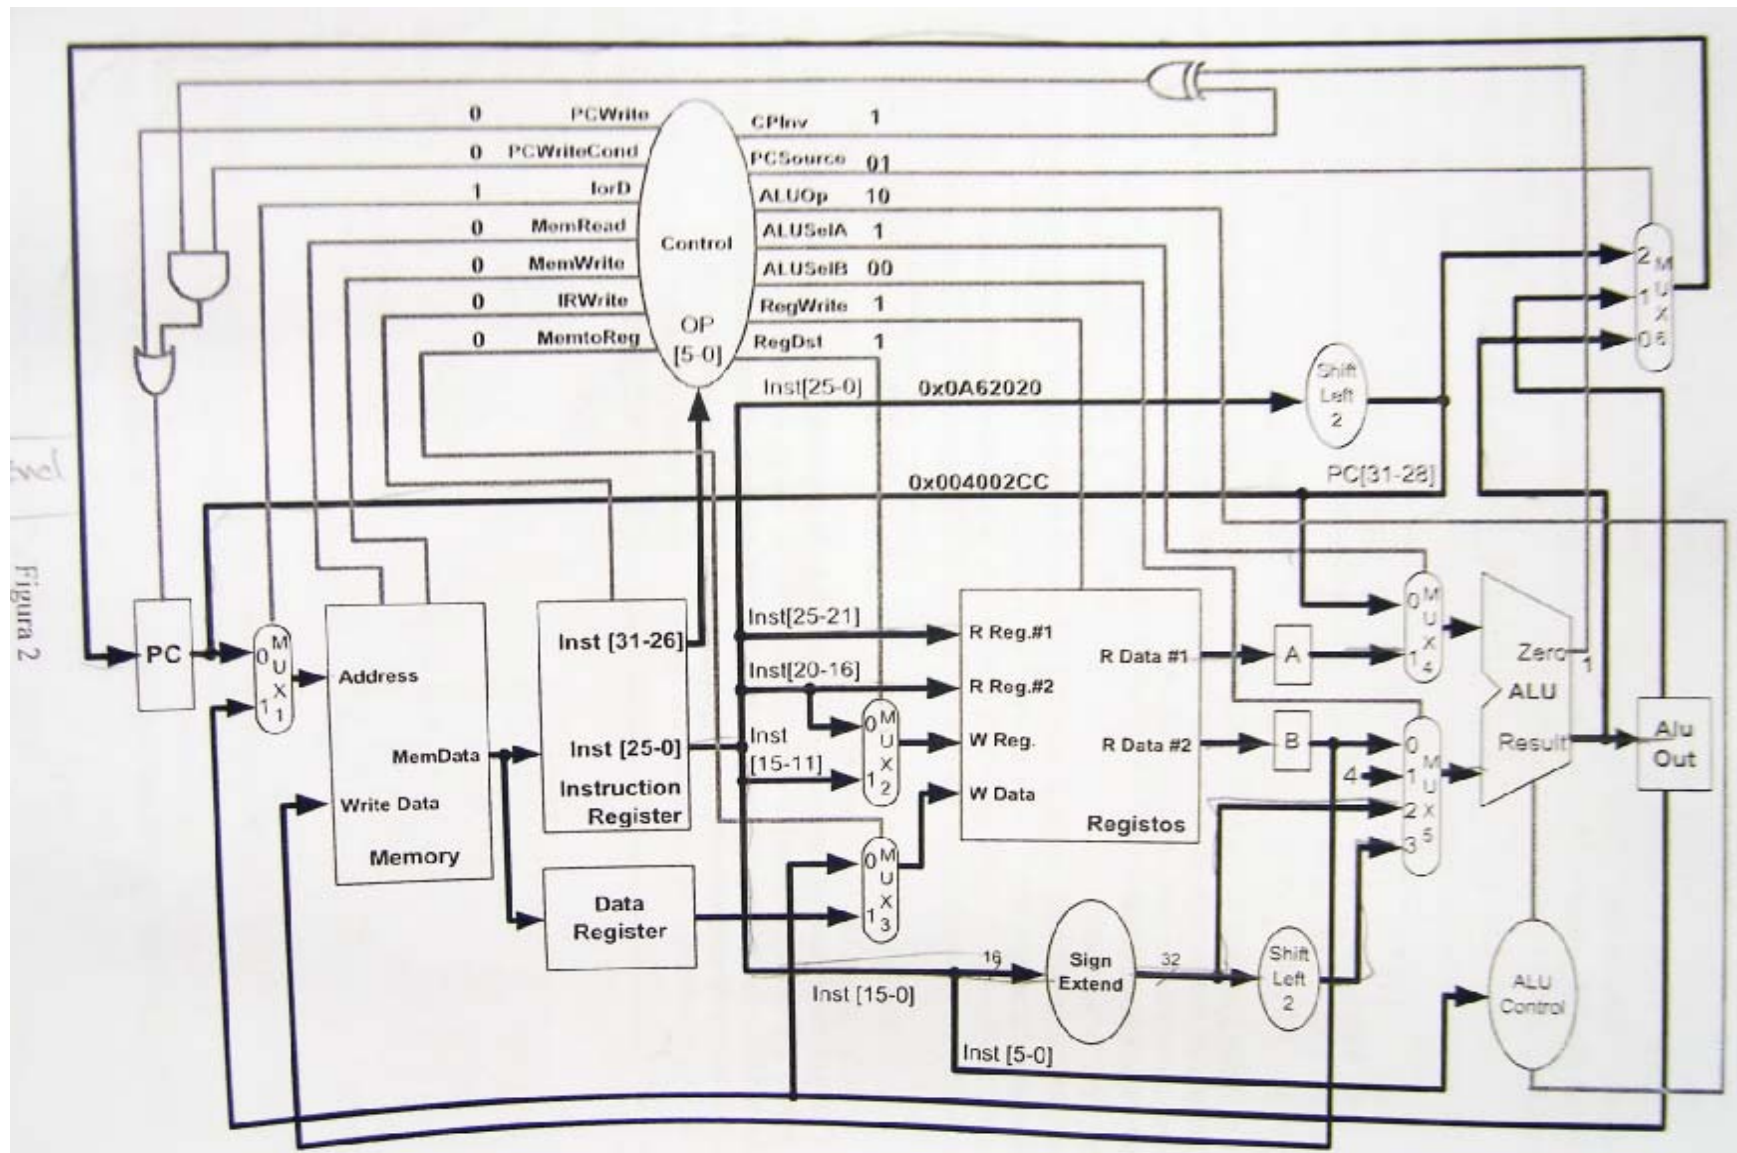 0 PCWrite
0 PCWriteCond
1 IorD
0 MemRead
0 MemWrite
0 IRWrite
0 MemtoReg
Control
OP
[5-0]
CPInv 1
PCSource 01
ALUOp 10
ALUSelA 1
ALUSelB 00
RegWrite 1
RegDst 1
Inst[25-0] 0x0A62020
Shift
Left
2
2
1
0
M
U
X
6
PC[31-28]
0x004002CC
Figura 2
PC
0
1
M
U
X
1
Address
MemData
Write Data
Memory
Inst [31-26]
Inst [25-0]
Instruction
Register
Data
Register
Inst[25-21]
Inst[20-16]
Inst
[15-11]
0
1
M
U
X
2
0
1
M
U
X
3
R Reg.#1
R Reg.#2
W Reg.
W Data
R Data #1
R Data #2
Registos
A
B
0
1
M
U
X
4
4
0
1
2
3
M
U
X
5
Zero
1
ALU
Result
Alu
Out
16
Sign
Extend
32
Shift
Left
2
ALU
Control
Inst [15-0]
Inst [5-0]